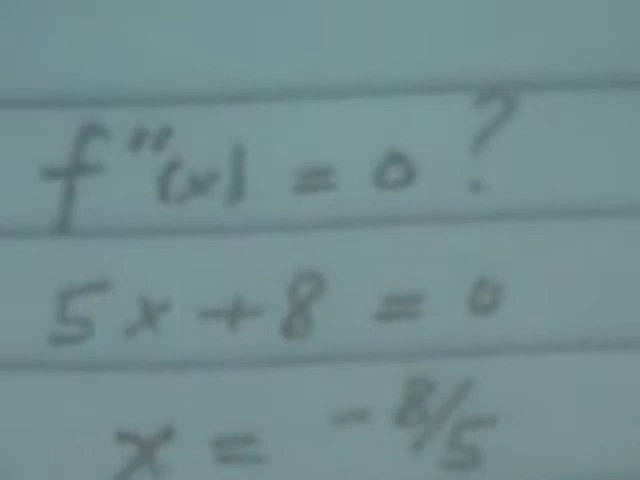 f"(x) = 0 ?
5x + 8 = 0
x = -8/5